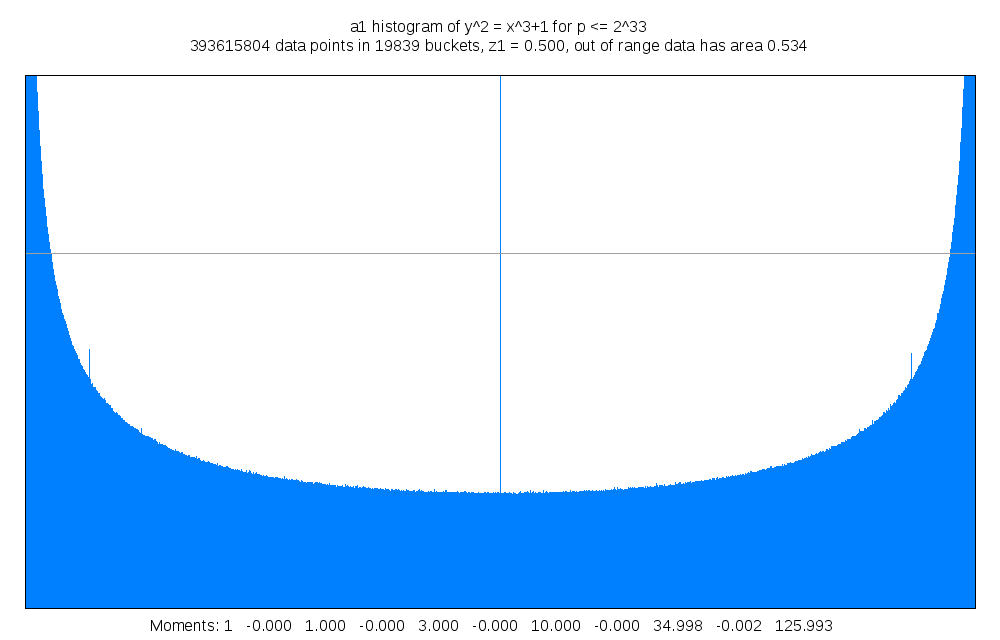 a1 histogram of y^2 = x^3+1 for p <= 2^33
393615804 data points in 19839 buckets, z1 = 0.500, out of range data has area 0.534
Moments: 1 -0.000 1.000 -0.000 3.000 -0.000 10.000 -0.000 34.998 -0.002 125.993